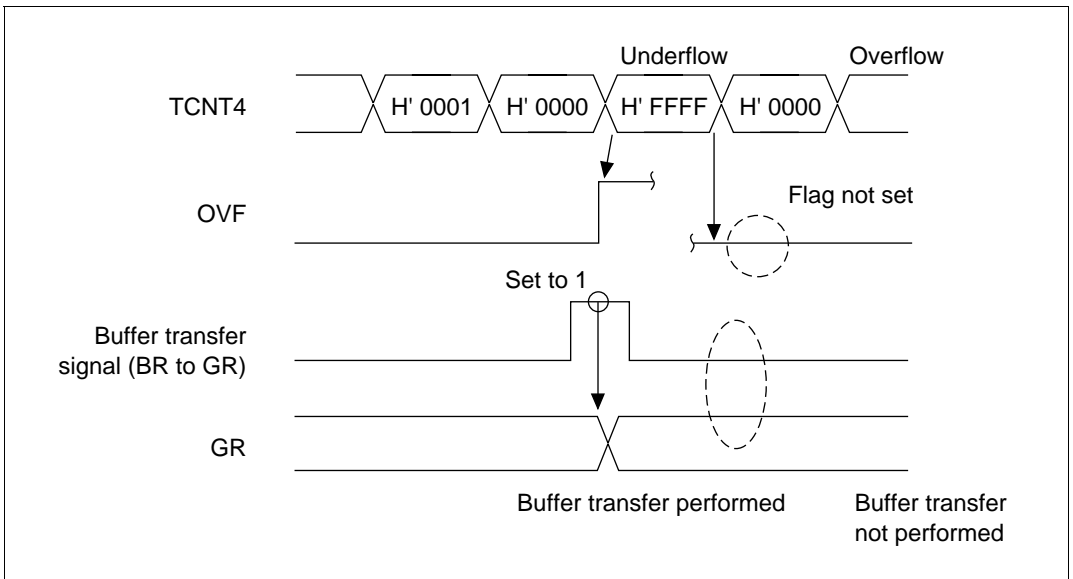 Underflow
Overflow
TCNT4
H' 0001
H' 0000
H' FFFF
H' 0000
Flag not set
OVF
Set to 1
Buffer transfer
signal (BR to GR)
GR
Buffer transfer performed
Buffer transfer
not performed